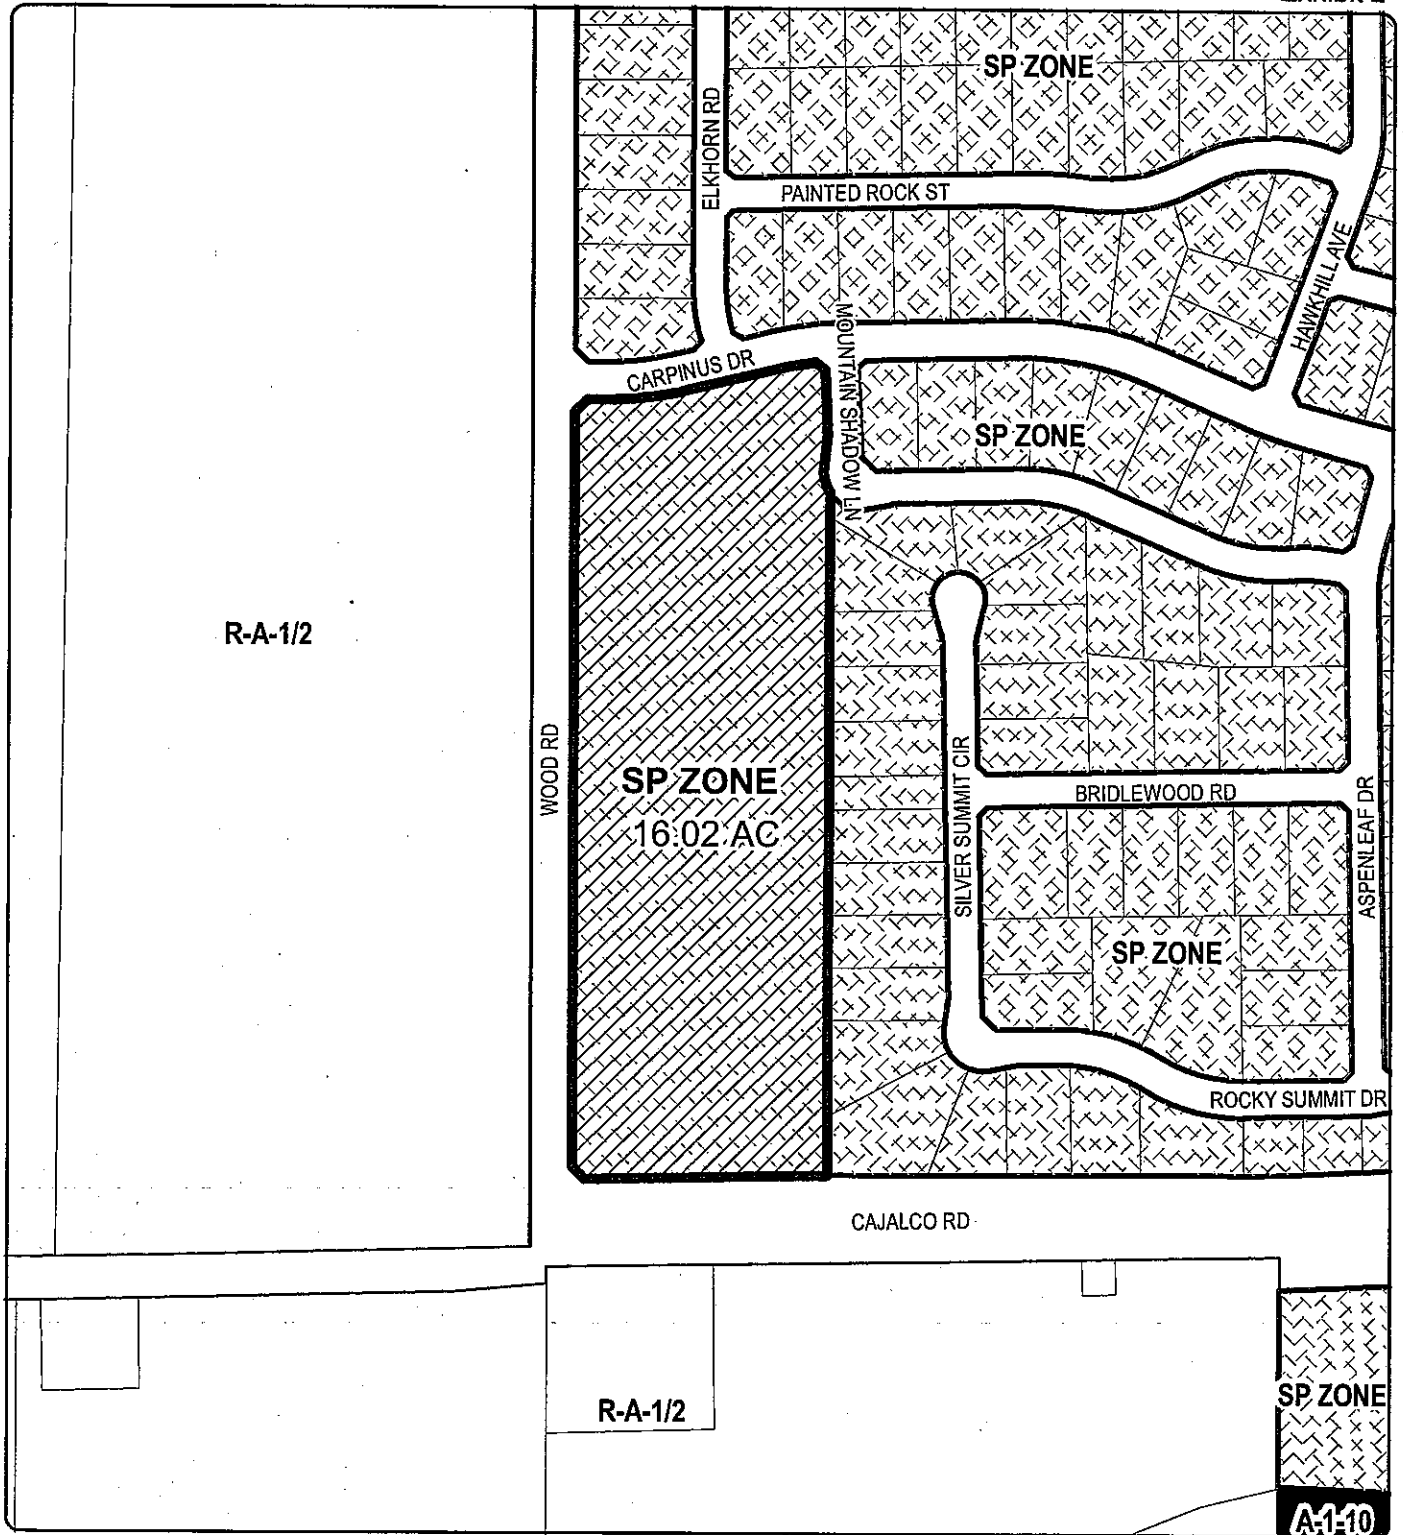 SP ZONE
ELKHORN RD
PAINTED ROCK ST
HAWKHILL AVE
MOUNTAIN SHADOW LN
CARPINUS DR
SP ZONE
R-A-1/2
WOOD RD
SP ZONE
16.02 AC
SILVER SUMMIT CIR
BRIDLEWOOD RD
ASPENLEAF DR
SP ZONE
ROCKY SUMMIT DR
CAJALCO RD
R-A-1/2
SP ZONE
A-1-10